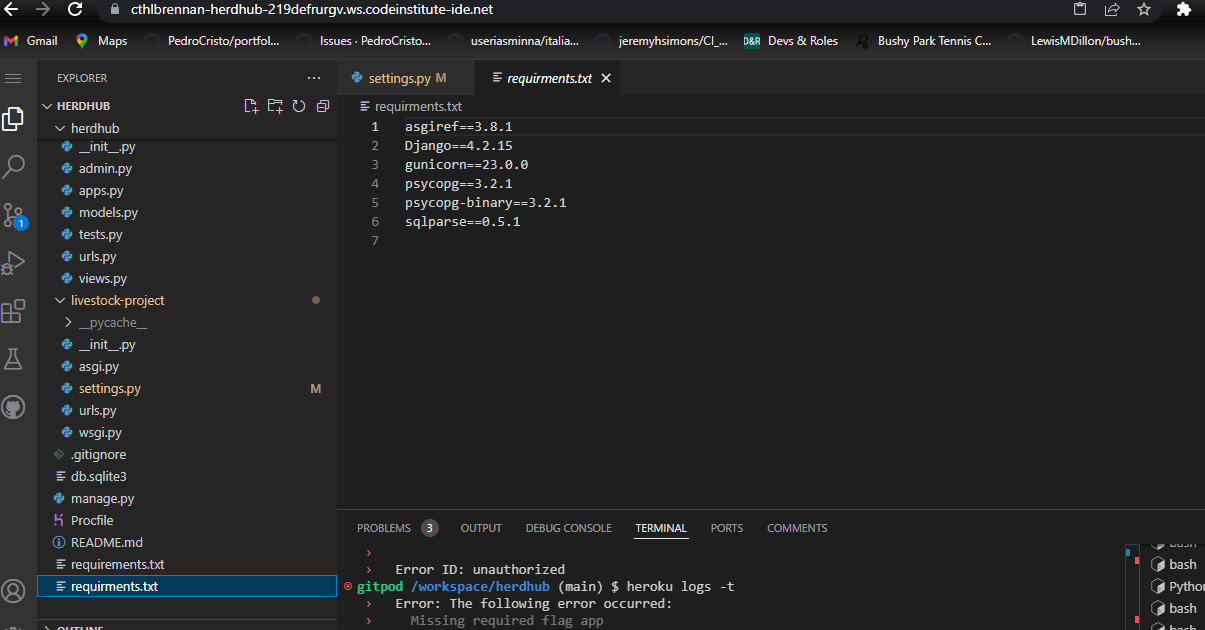 cthlbrennan-herdhub-219defrurgv.ws.codeinstitute-ide.net
Gmail Maps PedroCristo/portfol... Issues · PedroCristo... useriasminna/italia... jeremyhsimons/CI_... D&R Devs & Roles Bushy Park Tennis C... LewisMDillon/bush...
EXPLORER ...
HERDHUB
herdhub
__init__.py
admin.py
apps.py
models.py
tests.py
urls.py
views.py
livestock-project
__pycache__
__init__.py
asgi.py
settings.py M
urls.py
wsgi.py
.gitignore
db.sqlite3
manage.py
Procfile
README.md
requirements.txt
requirments.txt
OUTLINE
1
settings.py M requirments.txt
requirments.txt
1 asgiref==3.8.1
2 Django==4.2.15
3 gunicorn==23.0.0
4 psycopg==3.2.1
5 psycopg-binary==3.2.1
6 sqlparse==0.5.1
7
PROBLEMS 3 OUTPUT DEBUG CONSOLE TERMINAL PORTS COMMENTS
›
› Error ID: unauthorized
gitpod /workspace/herdhub (main) $ heroku logs -t
› Error: The following error occurred:
› Missing required flag app
bash
bash
Python
bash
bash